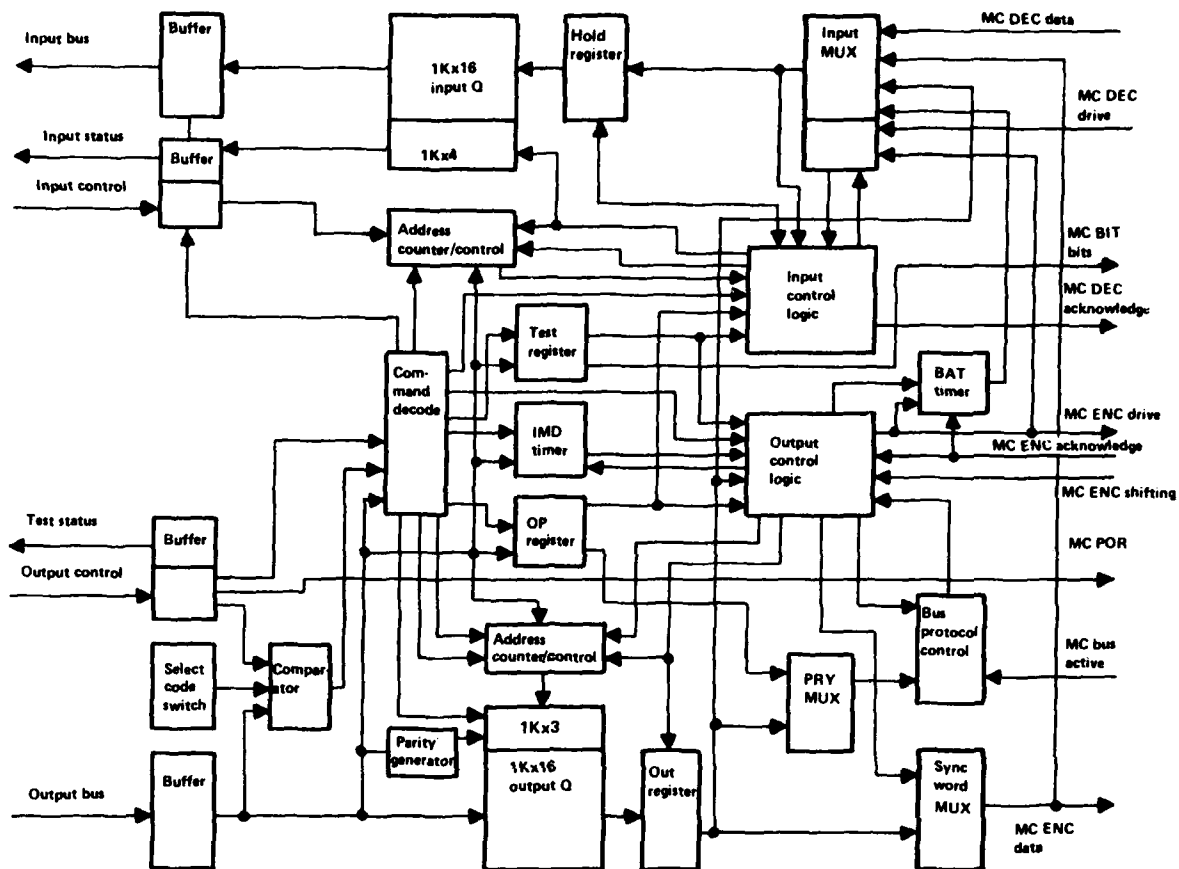 Input bus
Buffer
1Kx16
input Q
Hold
register
Input
MUX
MC DEC data
MC DEC
drive
Input status
Buffer
1Kx4
Input control
Address
counter/control
Input
control
logic
MC BIT
bits
MC DEC
acknowledge
Test
register
Com-
mand
decode
BAT
timer
IMD
timer
Output
control
logic
MC ENC drive
MC ENC acknowledge
MC ENC shifting
OP
register
Test status
Buffer
Output control
MC POR
Bus
protocol
control
Address
counter/control
Select
code
switch
Compar-
ator
PRY
MUX
MC bus
active
1Kx3
Parity
generator
1Kx16
output Q
Out
register
Sync
word
MUX
Output bus
Buffer
MC ENC
data